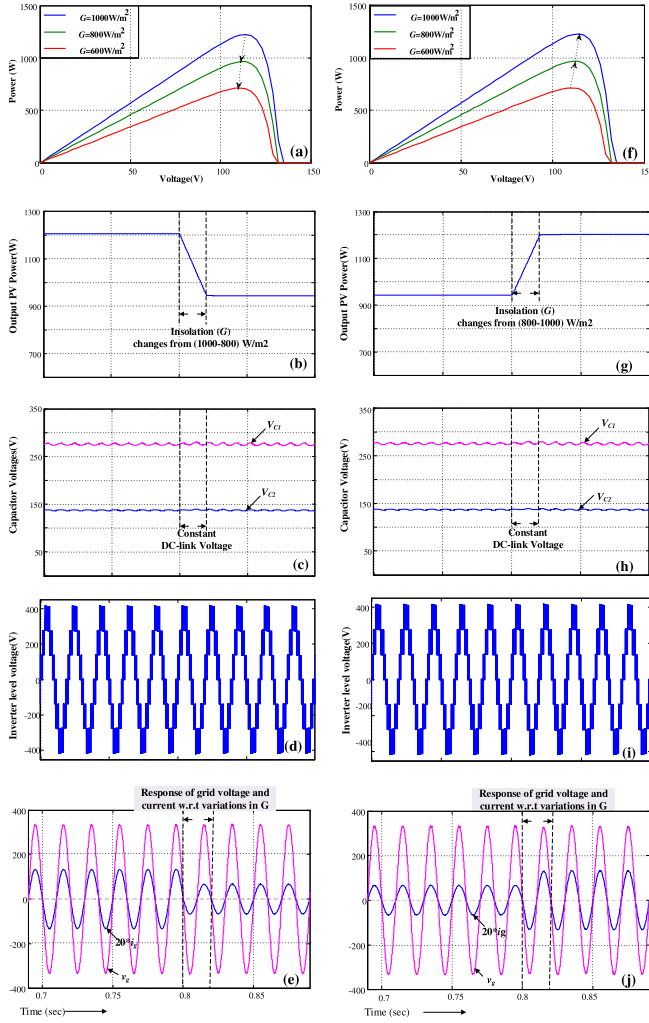 G=1000W/m2
G=800W/m2
G=600W/m2
1500
1000
500
0
Power (W)
0
50
100
150
Voltage(V)
(a)
G=1000W/m2
G=800W/m2
G=600W/m2
1500
1000
500
0
Power (W)
0
50
100
150
Voltage(V)
(f)
1300
1200
900
700
Output PV Power(W)
Insolation (G)
changes from (1000-800) W/m2
(b)
1300
1100
900
700
Output PV Power(W)
Insolation (G)
changes from (800-1000) W/m2
(g)
350
250
150
50
Capacitor Voltages(V)
VC1
VC2
Constant
DC-link Voltage
(c)
350
250
150
50
Capacitor Voltage(V)
VC1
VC2
Constant
DC-link Voltage
(h)
400
200
0
-200
-400
Inverter level voltage(V)
(d)
400
200
0
-200
-400
Inverter level voltage(V)
(i)
Response of grid voltage and
current w.r.t variations in G
400
200
0
-200
-400
20*ig
vg
(e)
0.7
0.75
0.8
0.85
Time (sec)
Response of grid voltage and
current w.r.t variations in G
400
200
0
-200
-400
20*ig
vg
(j)
0.7
0.75
0.8
0.85
Time (sec)